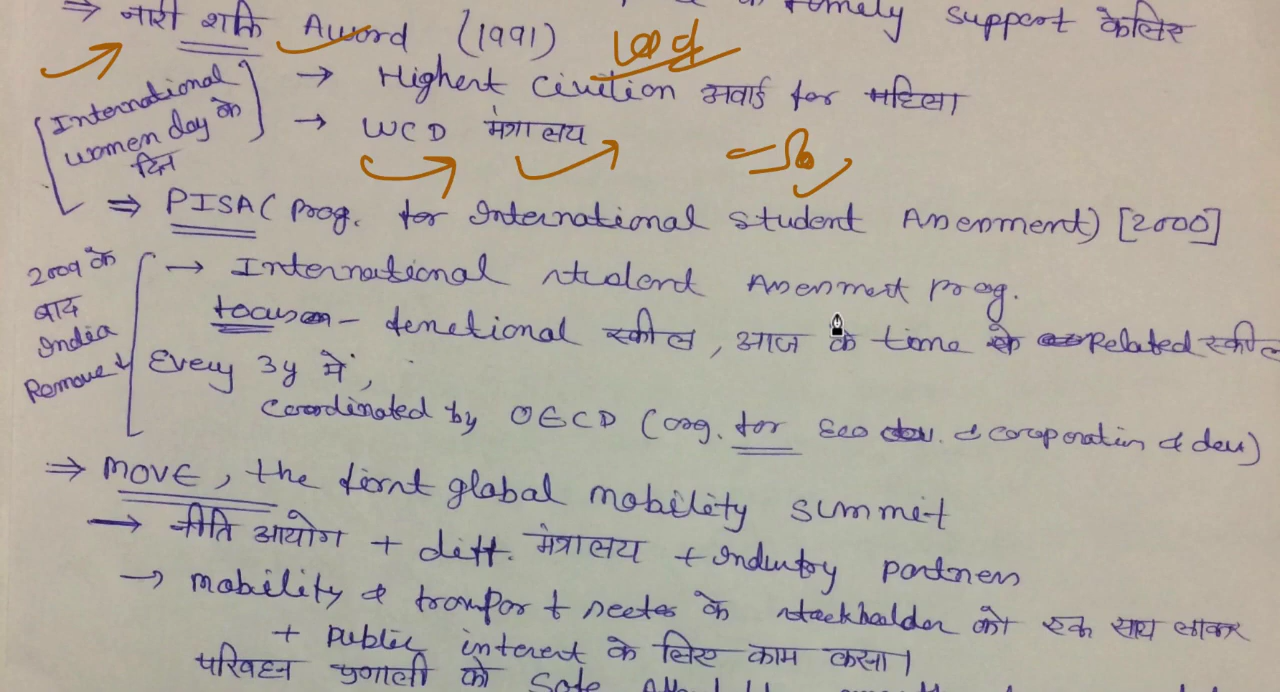 timely support के लिए
⇒ नारी शक्ति Award (1991)
[International women day के दिन]
→ Highest Civilian अवार्ड for महिला
→ WCD मंत्रालय
⇒ PISA (Prog. for International Student Assessment) [2000]
2009 के बाद India Remove
→ International student Assessment prog.
focus - functional स्कील, आज के time के Related स्कील
Every 3y में,
Coordinated by OECD (org. for Eco & corporation & dev)
⇒ MOVE, the first global mobility summit
→ नीति आयोग + diff. मंत्रालय + Industry partners
→ mobility & transport sector के stackholder को एक साथ लाकर
+ Public interest के लिए काम करना।
परिवहन प्रणाली को Safe